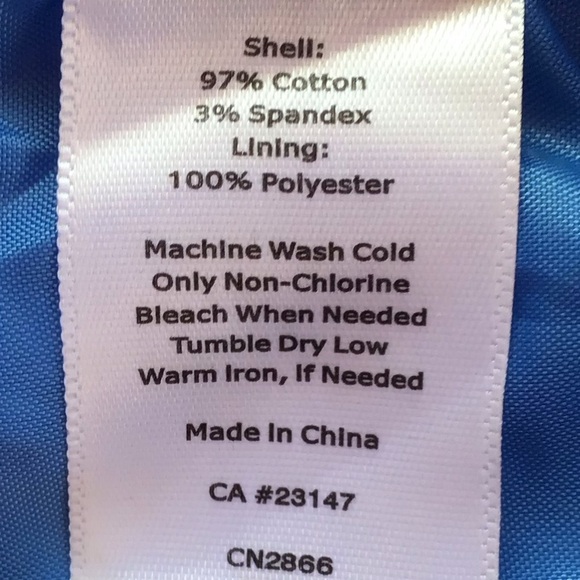 Shell:
97% Cotton
3% Spandex
Lining:
100% Polyester
Machine Wash Cold
Only Non-Chlorine
Bleach When Needed
Tumble Dry Low
Warm Iron, If Needed
Made In China
CA #23147
CN2866